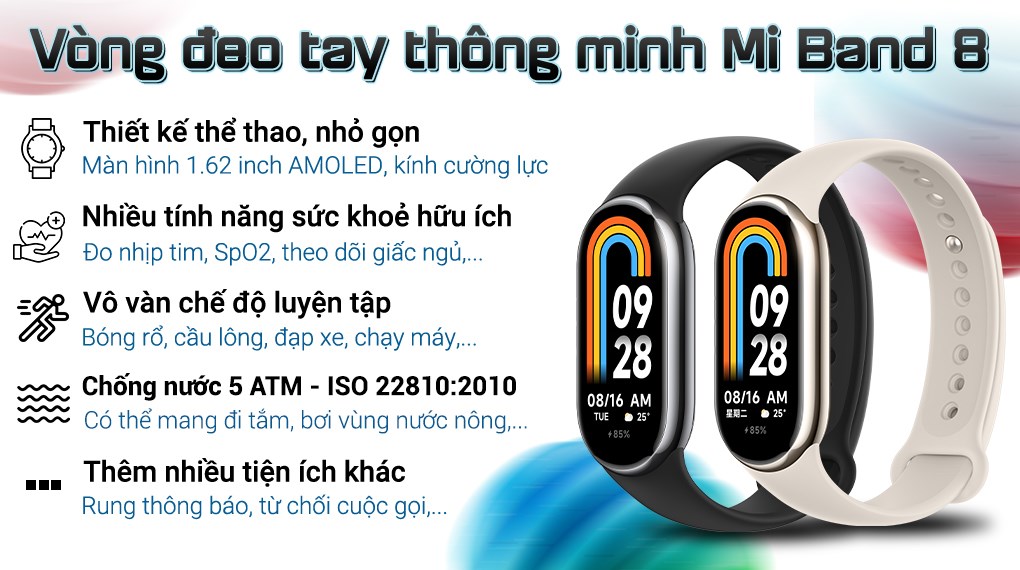 Vòng đeo tay thông minh Mi Band 8
Thiết kế thể thao, nhỏ gọn
Màn hình 1.62 inch AMOLED, kính cường lực
Nhiều tính năng sức khoẻ hữu ích
Đo nhịp tim, SpO2, theo dõi giấc ngủ,...
Vô vàn chế độ luyện tập
Bóng rổ, cầu lông, đạp xe, chạy máy,...
Chống nước 5 ATM - ISO 22810:2010
Có thể mang đi tắm, bơi vùng nước nông,...
Thêm nhiều tiện ích khác
Rung thông báo, từ chối cuộc gọi,...
09
28
08/16 AM
TUE 25°
85%
09
28
08/16 AM
星期二 25°
85%